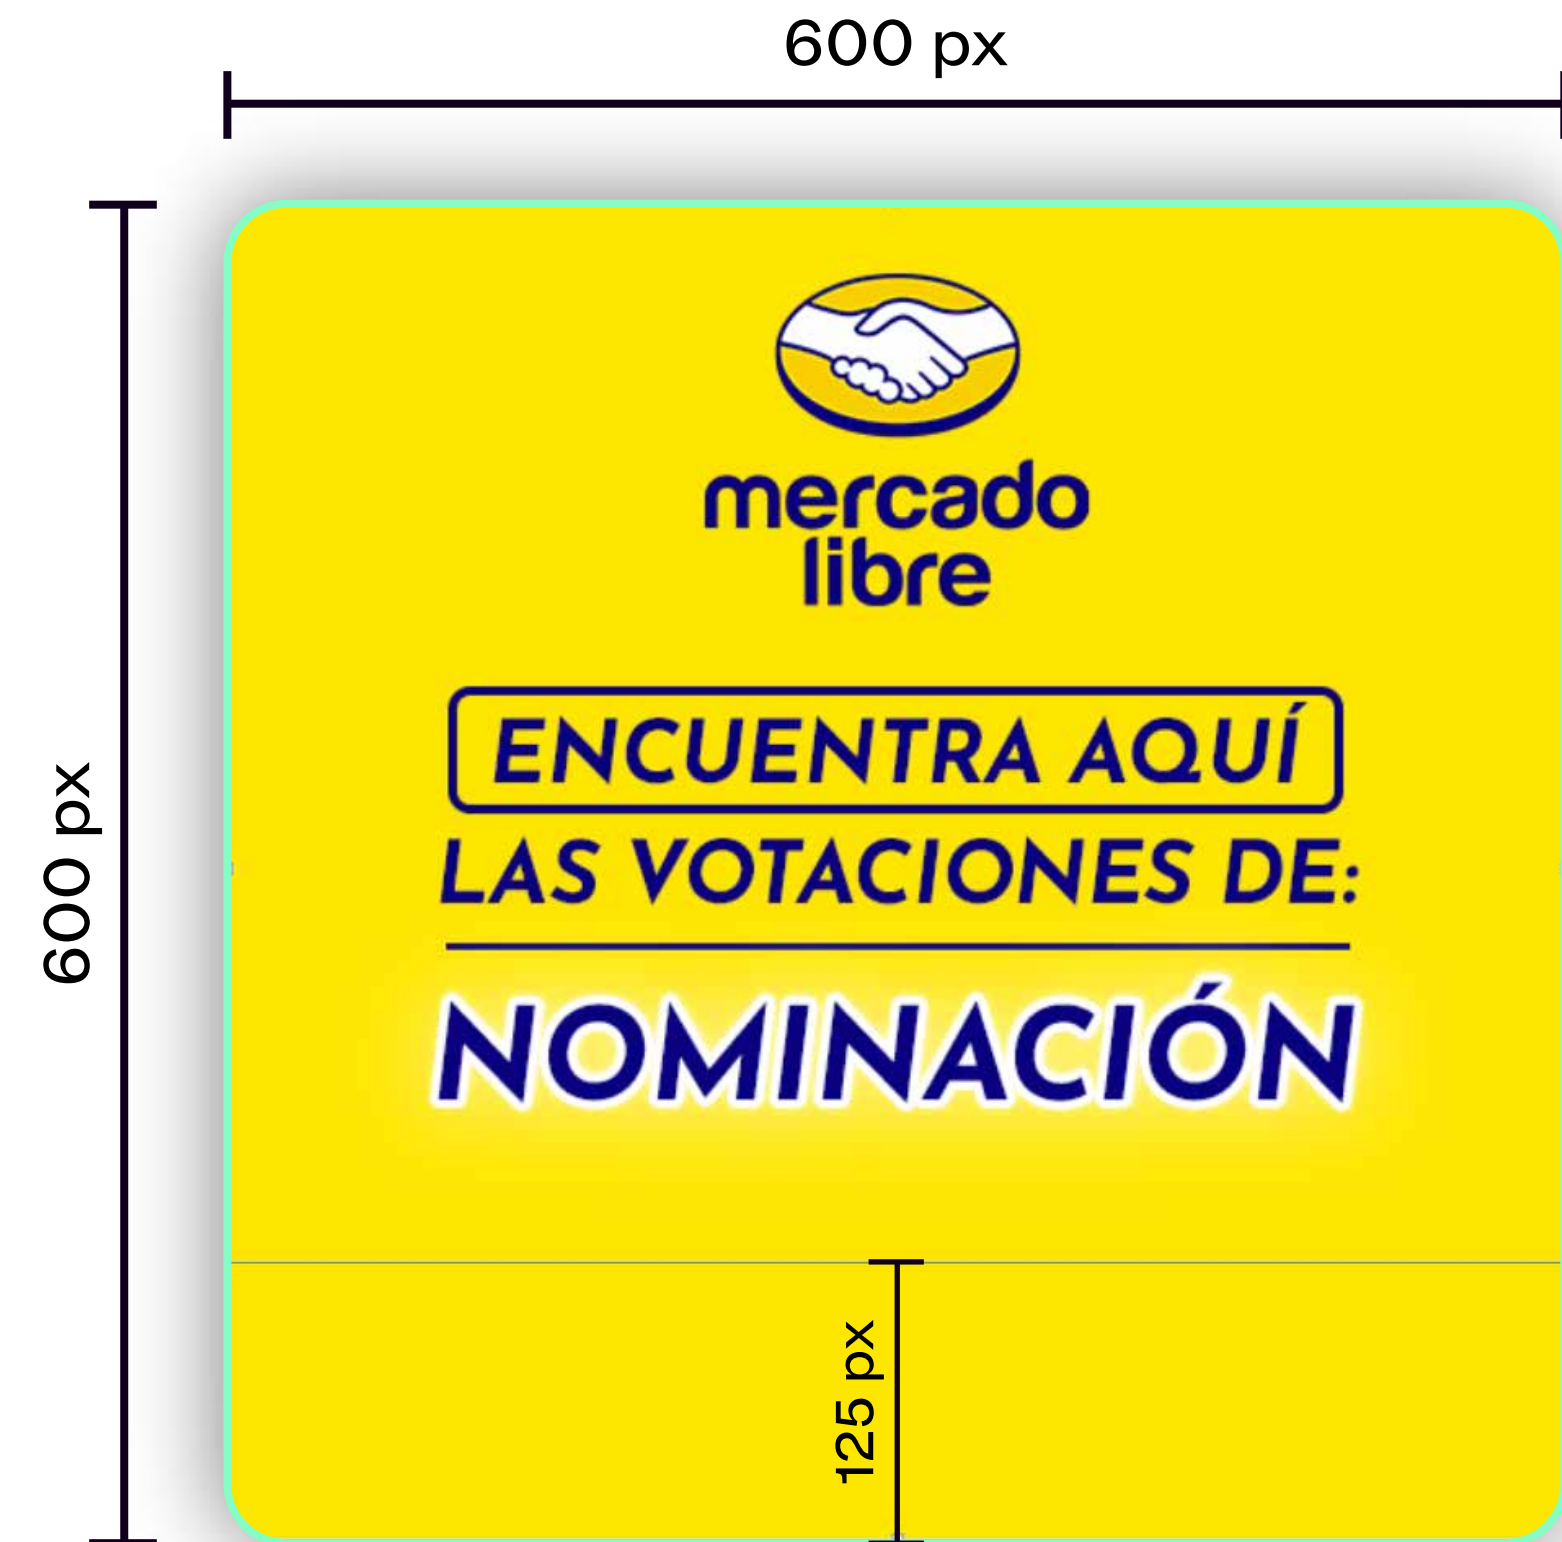 600 px
600 px
mercado
libre
ENCUENTRA AQUÍ
LAS VOTACIONES DE:
NOMINACIÓN
125 px